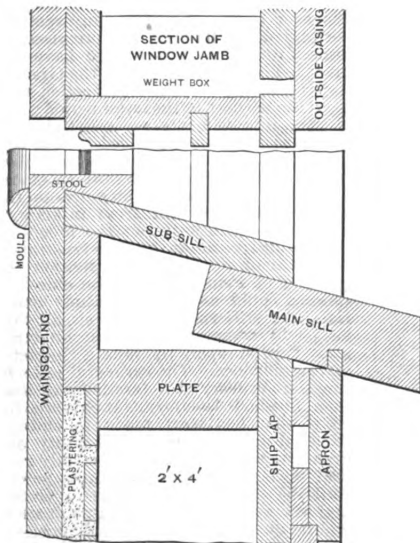 SECTION OF
WINDOW JAMB
WEIGHT BOX
OUTSIDE CASING
STOOL
MOULD
SUB SILL
MAIN SILL
WAINSCOTING
PLATE
PLASTERING
SHIP LAP
APRON
2' X 4'